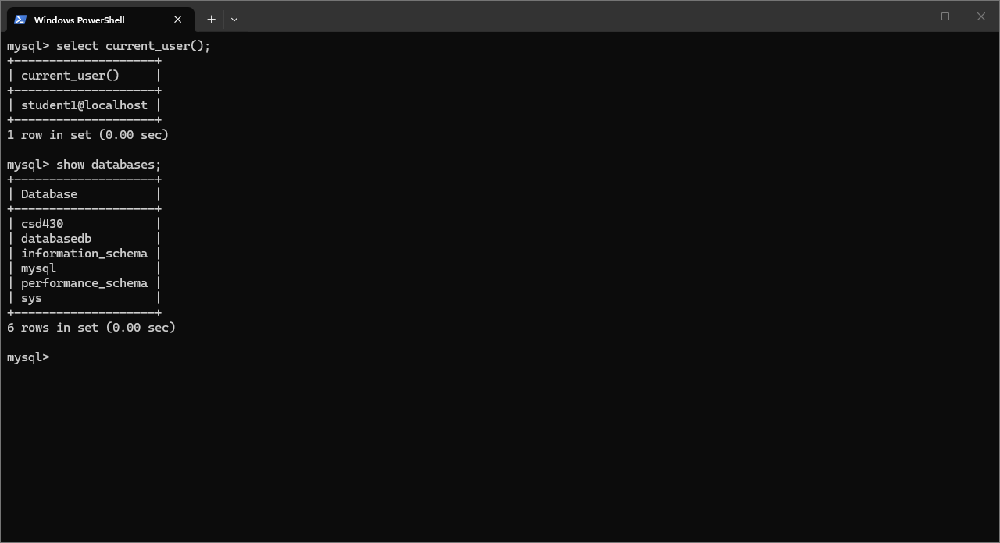 Windows PowerShell
mysql> select current_user();
+--------------------+
| current_user()     |
+--------------------+
| student1@localhost |
+--------------------+
1 row in set (0.00 sec)
mysql> show databases;
+--------------------+
| Database           |
+--------------------+
| csd430             |
| databasedb         |
| information_schema |
| mysql              |
| performance_schema |
| sys                |
+--------------------+
6 rows in set (0.00 sec)
mysql>